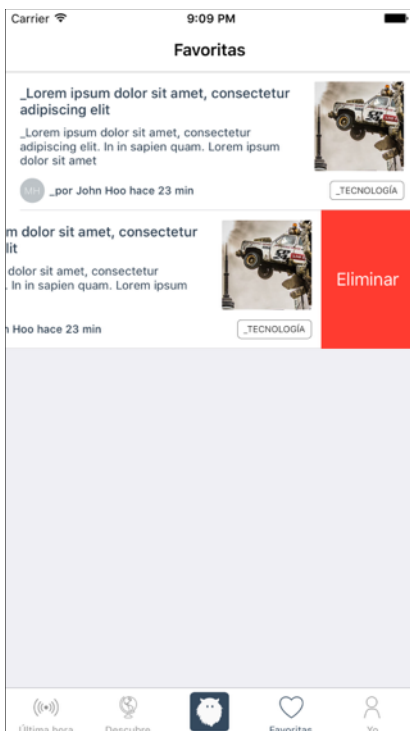 Carrier 9:09 PM
Favoritas
_Lorem ipsum dolor sit amet, consectetur
adipiscing elit
_Lorem ipsum dolor sit amet, consectetur
adipiscing elit. In in sapien quam. Lorem ipsum
dolor sit amet
MH _por John Hoo hace 23 min
_TECNOLOGÍA
m dolor sit amet, consectetur
lit
dolor sit amet, consectetur
. In in sapien quam. Lorem ipsum
n Hoo hace 23 min
_TECNOLOGÍA
Eliminar
Última hora Descubre Favoritas Yo